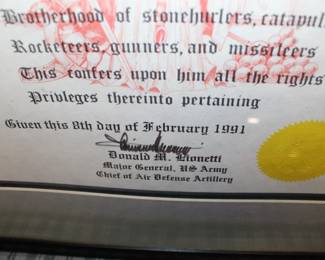 Brotherhood of stonehurlers, catapul
Rocketeers, gunners, and missileers
This confers upon him all the rights
Privleges thereinto pertaining
Given this 8th day of February 1991
Donald M. Lionetti
Major General, US Army
Chief of Air Defense Artillery